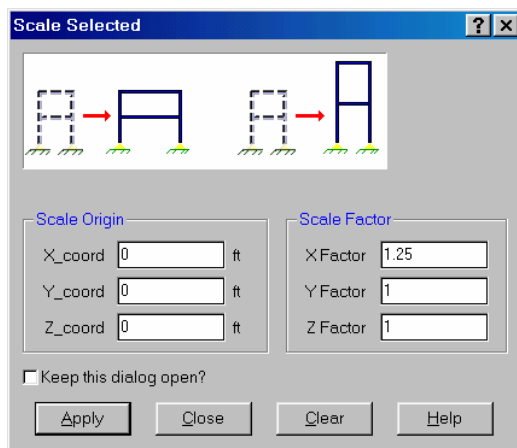 Scale Selected
Scale Origin
X_coord 0 ft
Y_coord 0 ft
Z_coord 0 ft
Scale Factor
X Factor 1.25
Y Factor 1
Z Factor 1
Keep this dialog open?
Apply Close Clear Help